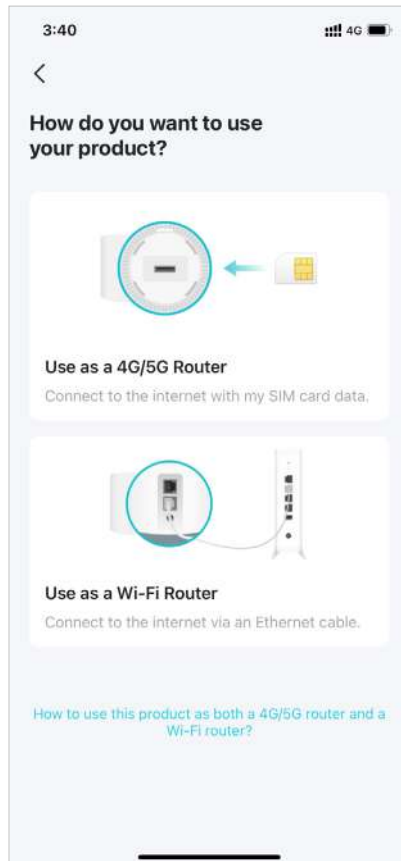 3:40
4G
How do you want to use
your product?
Use as a 4G/5G Router
Connect to the internet with my SIM card data.
Use as a Wi-Fi Router
Connect to the internet via an Ethernet cable.
How to use this product as both a 4G/5G router and a
Wi-Fi router?